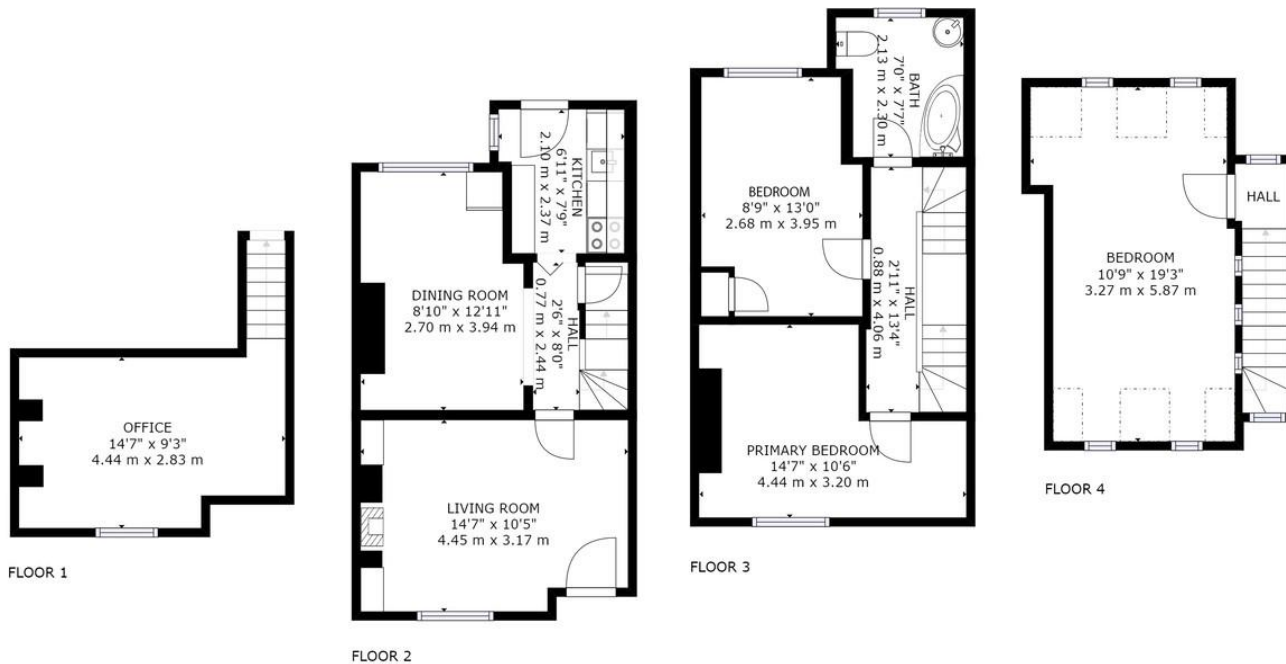 OFFICE
14'7" x 9'3"
4.44 m x 2.83 m
FLOOR 1
KITCHEN
6'11" x 7'9"
2.10 m x 2.37 m
DINING ROOM
8'10" x 12'11"
2.70 m x 3.94 m
HALL
2'6" x 8'0"
0.77 m x 2.44 m
LIVING ROOM
14'7" x 10'5"
4.45 m x 3.17 m
FLOOR 2
BATH
7'0" x 7'7"
2.13 m x 2.30 m
BEDROOM
8'9" x 13'0"
2.68 m x 3.95 m
HALL
2'11" x 13'4"
0.88 m x 4.06 m
PRIMARY BEDROOM
14'7" x 10'6"
4.44 m x 3.20 m
FLOOR 3
HALL
BEDROOM
10'9" x 19'3"
3.27 m x 5.87 m
FLOOR 4